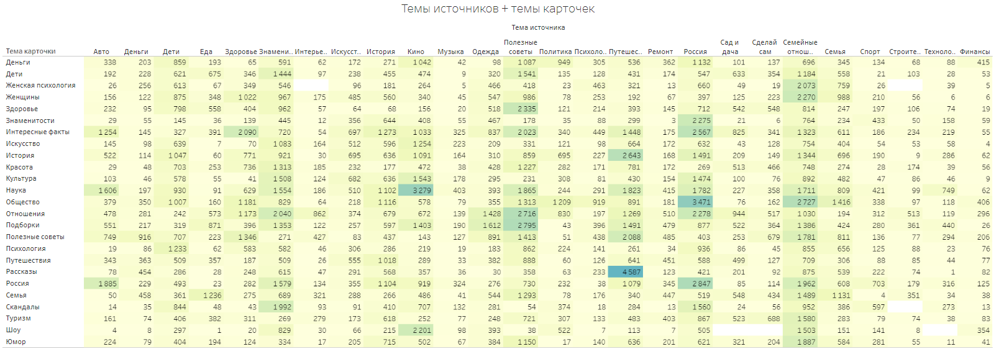 Темы источников + темы карточек
Тема источника
Тема карточки Авто Деньги Дети Еда Здоровье Знамени.. Интерье.. Искусст.. История Кино Музыка Одежда Полезные советы Политика Психоло.. Путешес.. Ремонт Россия Сад и дача Сделай сам Семейные отнош.. Семья Спорт Строите.. Техноло.. Финансы
Деньги 338 203 859 193 65 591 62 172 271 1 042 42 98 1 087 949 305 536 362 1 132 101 137 696 345 134 68 88 415
Дети 192 228 621 675 346 1 444 97 238 455 474 9 320 1 541 135 128 431 174 547 633 354 1 184 558 21 103 28 53
Женская психология 26 256 613 67 349 546 96 181 264 5 466 418 23 463 321 13 660 49 19 2 073 759 26 39 5
Женщины 156 122 875 348 1 022 967 175 485 560 340 45 547 986 78 253 192 67 397 125 223 2 270 988 210 56 6 6
Здоровье 232 95 798 558 404 962 57 64 68 156 20 518 2 335 121 214 393 145 712 542 548 814 247 197 106 74 19
Знаменитости 29 55 145 36 139 445 12 356 644 408 55 467 178 35 88 299 3 2 275 21 6 764 234 433 50 158 59
Интересные факты 1 254 145 327 391 2 090 720 54 697 1 273 1 033 325 837 2 023 340 449 1 448 175 2 567 825 341 1 323 611 186 234 219 55
Искусство 145 98 639 7 70 1 083 164 512 596 1 254 223 209 331 121 98 664 172 632 43 128 754 404 54 53 58 4
История 522 114 1 047 60 771 921 30 695 636 1 091 164 310 859 695 227 2 643 168 1 491 209 149 1 344 696 190 9 286 62
Красота 29 48 703 253 736 1 313 185 232 177 472 38 428 1 227 282 171 781 172 269 513 466 748 274 28 174 39 56
Культура 103 46 578 55 41 1 508 124 682 636 1 543 178 295 231 308 81 430 154 1 474 100 76 892 482 47 86 46 9
Наука 1 606 197 930 91 629 1 554 186 510 1 102 3 279 403 393 1 865 244 291 1 823 415 1 782 227 358 1 711 809 421 99 749 62
Общество 379 350 1 007 160 1 181 829 64 218 1 116 578 79 355 1 313 1 209 919 891 181 3 471 76 162 2 727 1 416 338 97 118 406
Отношения 478 281 242 573 1 173 2 040 862 374 679 672 139 1 428 2 716 830 197 1 269 510 2 278 944 517 1 030 194 312 513 119 296
Подборки 551 217 319 871 396 1 353 122 257 597 1 403 190 1 612 2 795 43 396 1 491 479 877 522 364 1 386 424 280 361 440 26
Полезные советы 749 916 707 223 1 346 271 427 83 437 143 127 891 1 413 51 438 2 088 485 403 253 679 1 781 811 136 77 294 206
Психология 19 86 1 233 62 583 582 46 306 286 219 19 183 862 224 141 261 34 936 86 45 855 656 125 88 23 76
Путешествия 343 363 509 357 187 509 26 555 1 018 289 33 382 888 60 126 641 451 588 499 127 709 306 88 85 44 77
Рассказы 78 454 286 28 248 615 47 291 568 357 36 30 358 63 233 4 587 123 421 201 92 875 539 222 74 1 82
Россия 1 885 229 493 23 282 1 579 134 355 1 104 919 324 276 730 232 38 1 079 345 2 847 85 114 1 962 608 703 179 316 125
Семья 50 458 361 1 236 275 689 321 288 266 486 41 544 1 293 78 176 340 447 519 548 434 1 489 1 131 4 351 34 38
Скандалы 14 35 844 48 43 1 992 93 91 410 707 132 281 54 374 18 284 13 1 560 24 56 952 386 597 273 13
Туризм 161 74 406 382 311 269 279 173 618 252 77 248 721 307 133 483 403 867 523 688 1 580 283 79 74 38 83
Шоу 4 8 297 1 20 829 30 66 215 2 201 98 393 38 522 7 113 7 505 1 503 151 141 8 354
Юмор 224 79 404 194 124 334 17 205 715 502 67 384 1 150 17 140 636 201 621 321 204 1 887 584 281 55 11 41